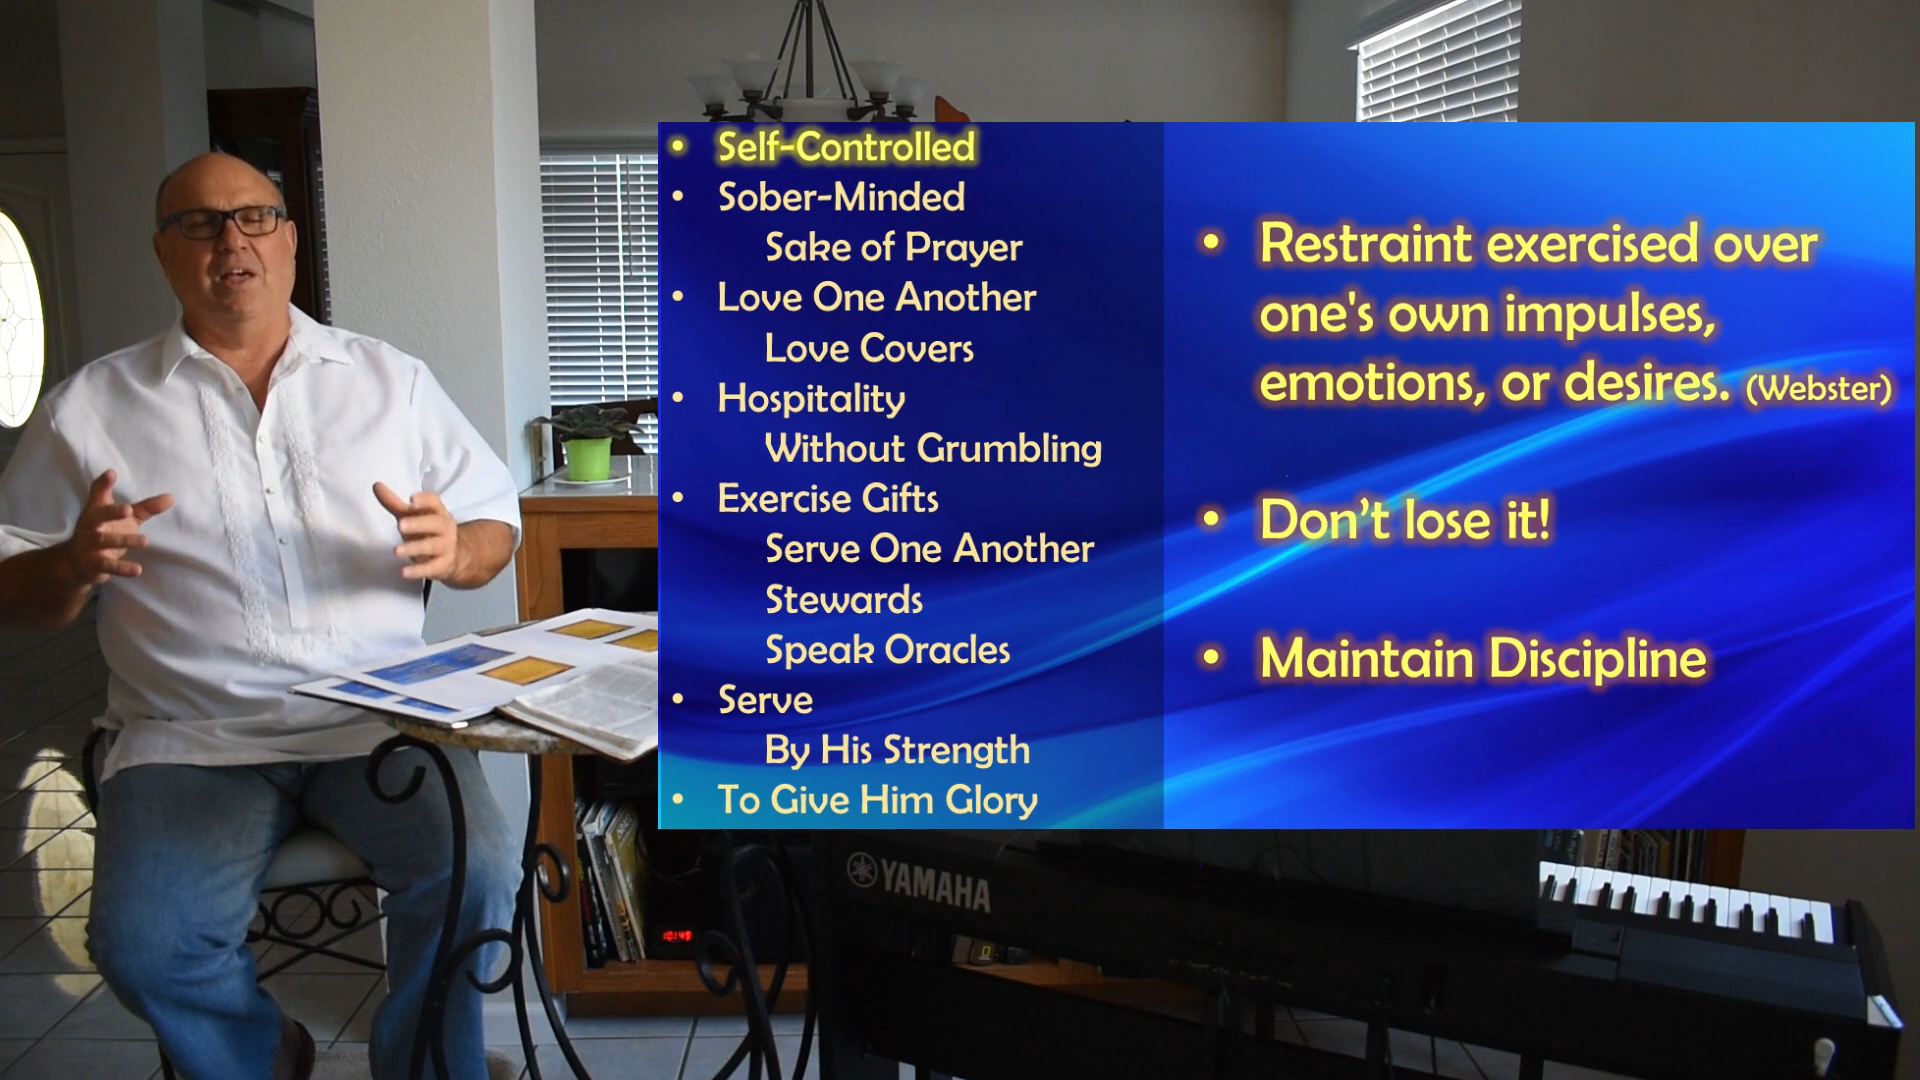 • Self-Controlled
• Sober-Minded
Sake of Prayer
• Love One Another
Love Covers
• Hospitality
Without Grumbling
• Exercise Gifts
Serve One Another
Stewards
Speak Oracles
• Serve
By His Strength
• To Give Him Glory
• Restraint exercised over
one's own impulses,
emotions, or desires. (Webster)
• Don’t lose it!
• Maintain Discipline
YAMAHA
10:49